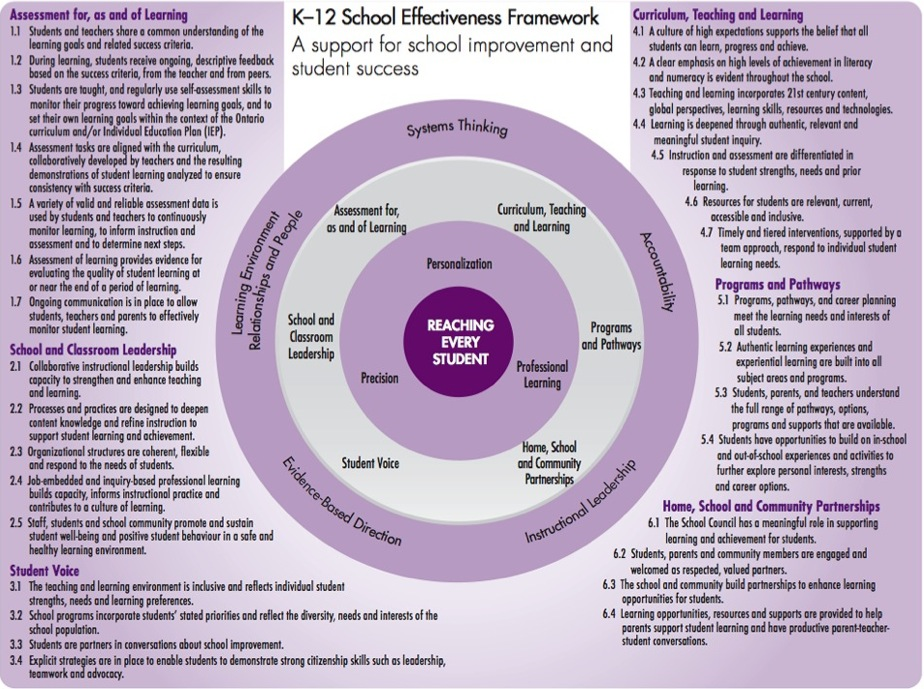 K–12 School Effectiveness Framework
A support for school improvement and
student success
Assessment for, as and of Learning
1.1 Students and teachers share a common understanding of the
learning goals and related success criteria.
1.2 During learning, students receive ongoing, descriptive feedback
based on the success criteria, from the teacher and from peers.
1.3 Students are taught, and regularly use self-assessment skills to
monitor their progress toward achieving learning goals, and to
set their own learning goals within the context of the Ontario
curriculum and/or Individual Education Plan (IEP).
1.4 Assessment tasks are aligned with the curriculum,
collaboratively developed by teachers and the resulting
demonstrations of student learning analyzed to ensure
consistency with success criteria.
1.5 A variety of valid and reliable assessment data is
used by students and teachers to continuously
monitor learning, to inform instruction and
assessment and to determine next steps.
1.6 Assessment of learning provides evidence for
evaluating the quality of student learning at
or near the end of a period of learning.
1.7 Ongoing communication is in place to allow
students, teachers and parents to effectively
monitor student learning.
School and Classroom Leadership
2.1 Collaborative instructional leadership builds
capacity to strengthen and enhance teaching
and learning.
2.2 Processes and practices are designed to deepen
content knowledge and refine instruction to
support student learning and achievement.
2.3 Organizational structures are coherent, flexible
and respond to the needs of students.
2.4 Job-embedded and inquiry-based professional learning
builds capacity, informs instructional practice and
contributes to a culture of learning.
2.5 Staff, students and school community promote and sustain
student well-being and positive student behaviour in a safe and
healthy learning environment.
Student Voice
3.1 The teaching and learning environment is inclusive and reflects individual student
strengths, needs and learning preferences.
3.2 School programs incorporate students' stated priorities and reflect the diversity, needs and interests of the
school population.
3.3 Students are partners in conversations about school improvement.
3.4 Explicit strategies are in place to enable students to demonstrate strong citizenship skills such as leadership,
teamwork and advocacy.
Systems Thinking
Accountability
Instructional Leadership
Evidence-Based Direction
Learning Environment
Relationships and People
Assessment for,
as and of Learning
Curriculum, Teaching
and Learning
Programs
and Pathways
Home, School
and Community
Partnerships
Student Voice
School and
Classroom
Leadership
Personalization
Professional
Learning
Precision
REACHING
EVERY
STUDENT
Curriculum, Teaching and Learning
4.1 A culture of high expectations supports the belief that all
students can learn, progress and achieve.
4.2 A clear emphasis on high levels of achievement in literacy
and numeracy is evident throughout the school.
4.3 Teaching and learning incorporates 21st century content,
global perspectives, learning skills, resources and technologies.
4.4 Learning is deepened through authentic, relevant and
meaningful student inquiry.
4.5 Instruction and assessment are differentiated in
response to student strengths, needs and prior
learning.
4.6 Resources for students are relevant, current,
accessible and inclusive.
4.7 Timely and tiered interventions, supported by a
team approach, respond to individual student
learning needs.
Programs and Pathways
5.1 Programs, pathways, and career planning
meet the learning needs and interests of
all students.
5.2 Authentic learning experiences and
experiential learning are built into all
subject areas and programs.
5.3 Students, parents, and teachers understand
the full range of pathways, options,
programs and supports that are available.
5.4 Students have opportunities to build on in-school
and out-of-school experiences and activities to
further explore personal interests, strengths
and career options.
Home, School and Community Partnerships
6.1 The School Council has a meaningful role in supporting
learning and achievement for students.
6.2 Students, parents and community members are engaged and
welcomed as respected, valued partners.
6.3 The school and community build partnerships to enhance learning
opportunities for students.
6.4 Learning opportunities, resources and supports are provided to help
parents support student learning and have productive parent-teacher-
student conversations.